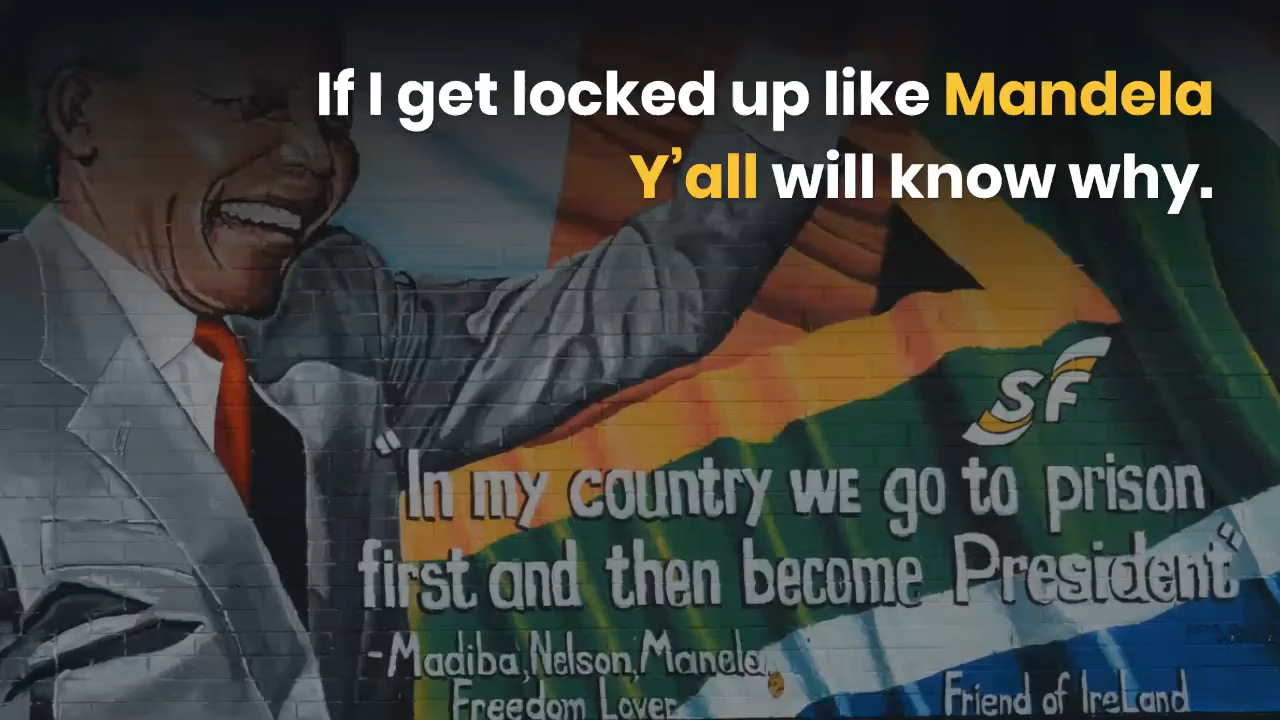 If I get locked up like Mandela
Y’all will know why.
SF
"In my country we go to prison
first and then become President"
-Madiba, Nelson, Manela
Freedom Lover
Friend of IreLand